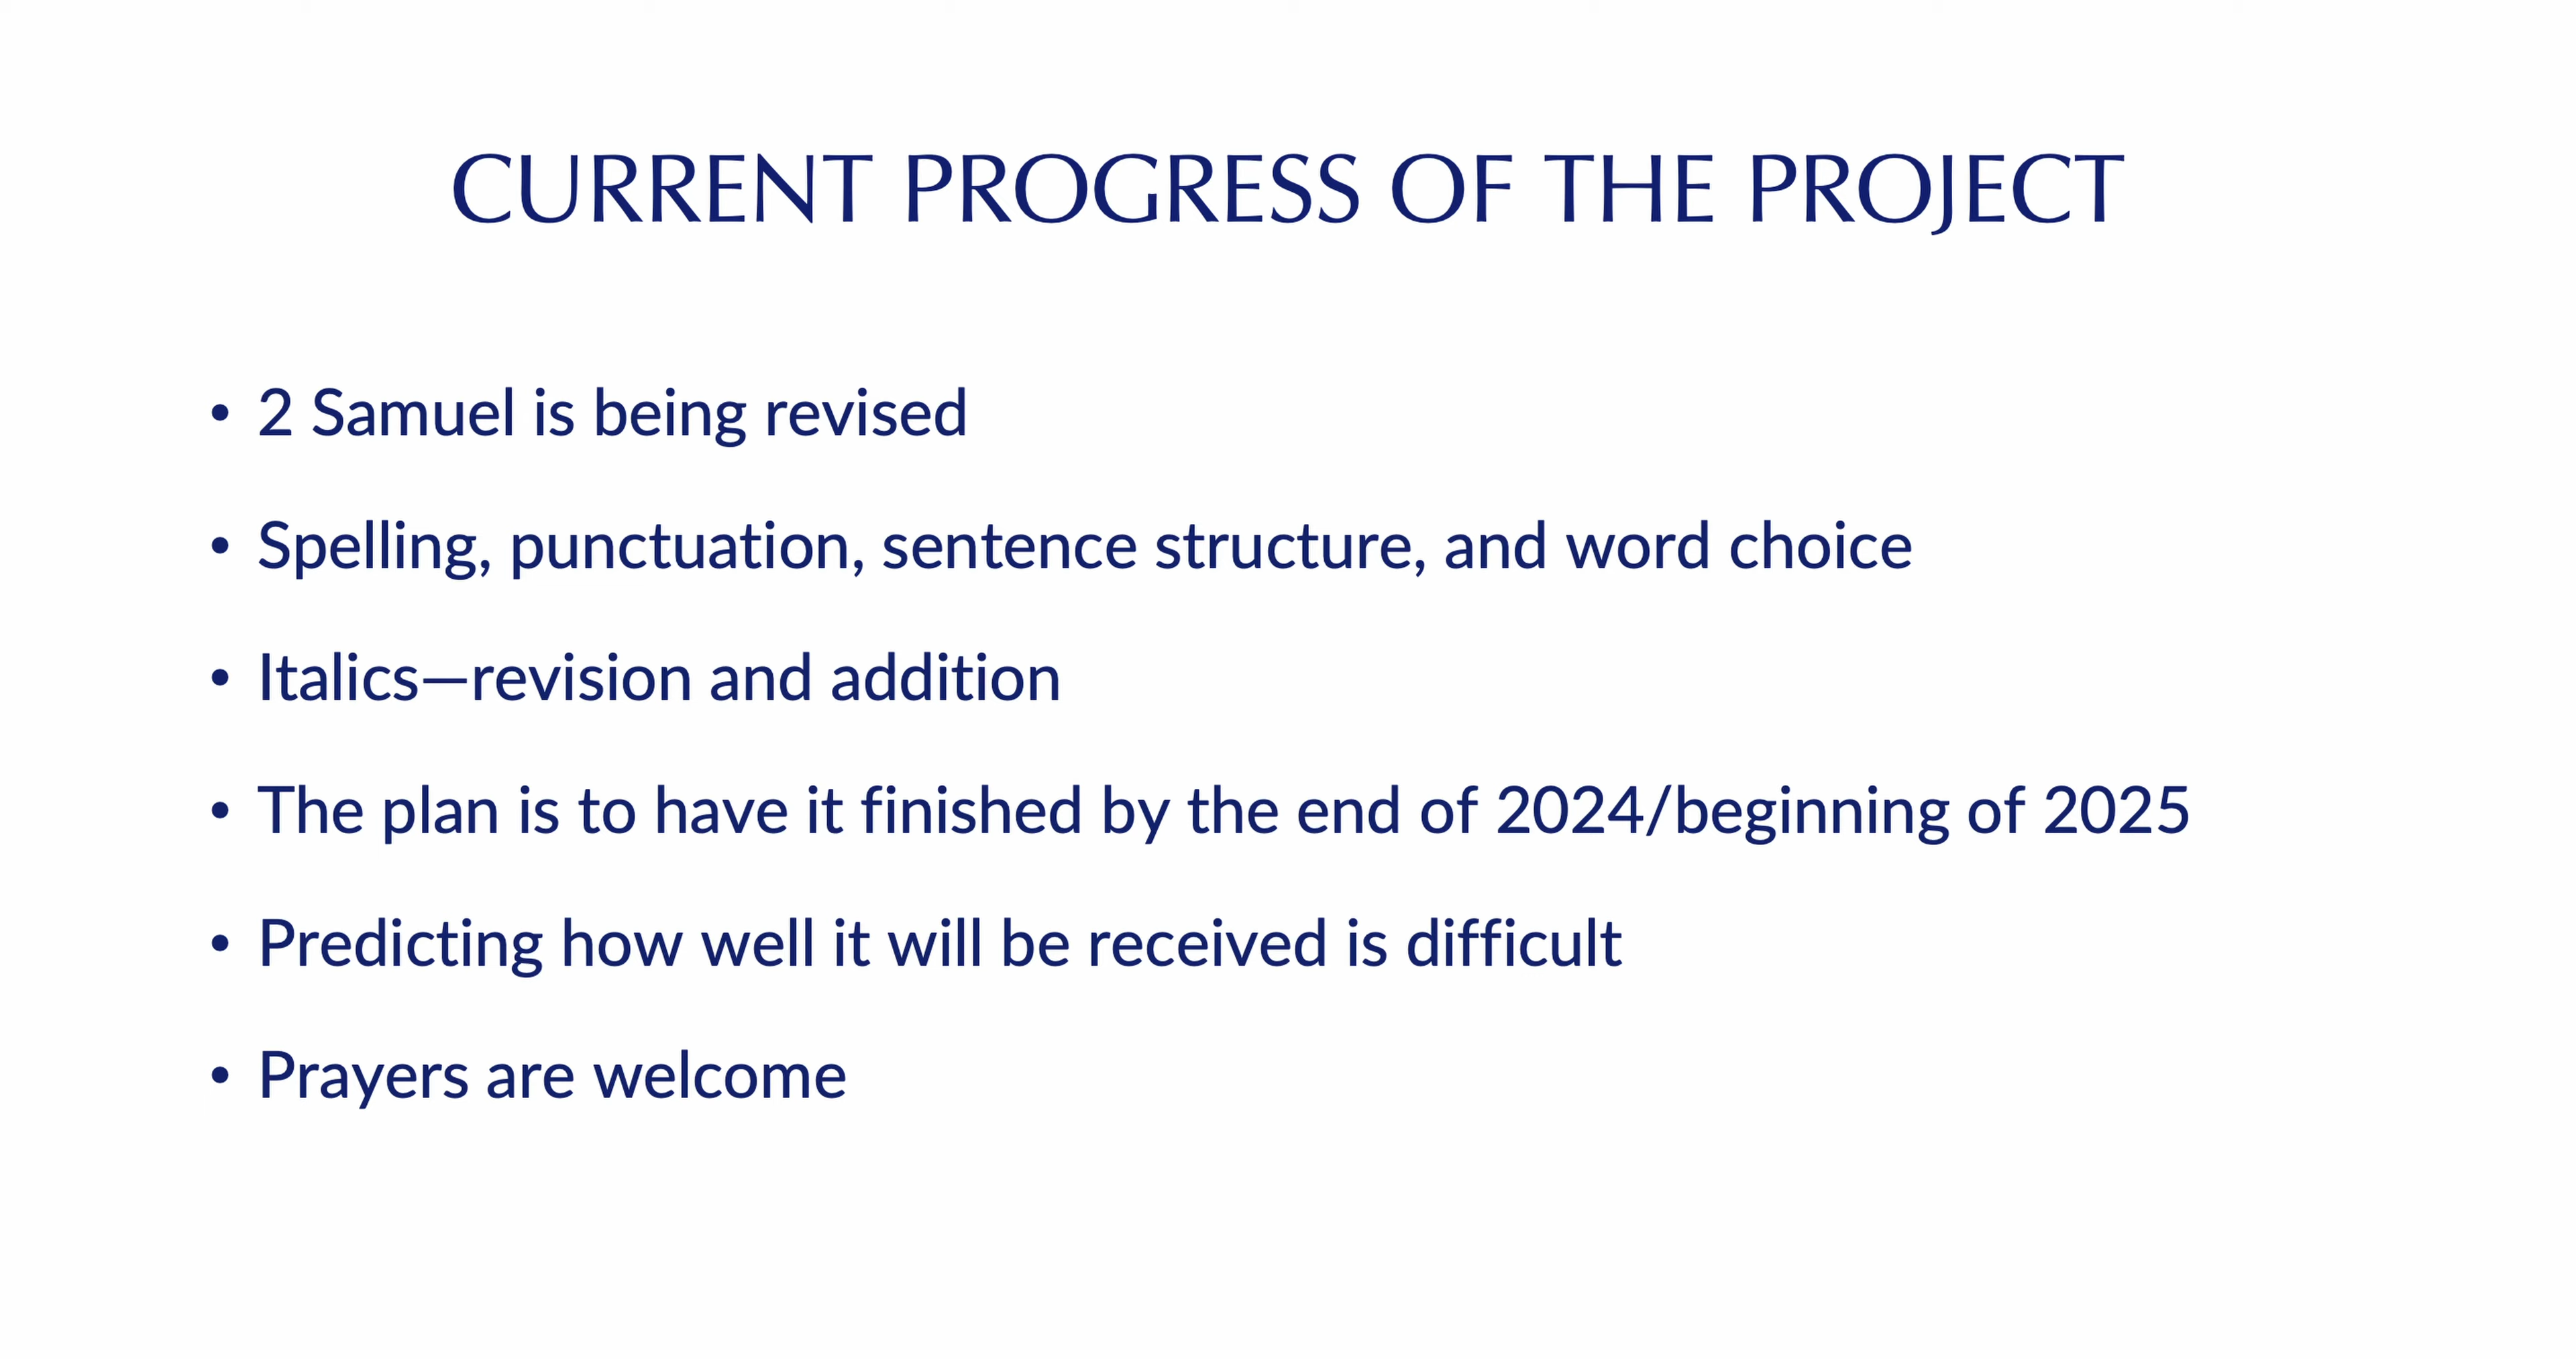 CURRENT PROGRESS OF THE PROJECT
• 2 Samuel is being revised
• Spelling, punctuation, sentence structure, and word choice
• Italics—revision and addition
• The plan is to have it finished by the end of 2024/beginning of 2025
• Predicting how well it will be received is difficult
• Prayers are welcome